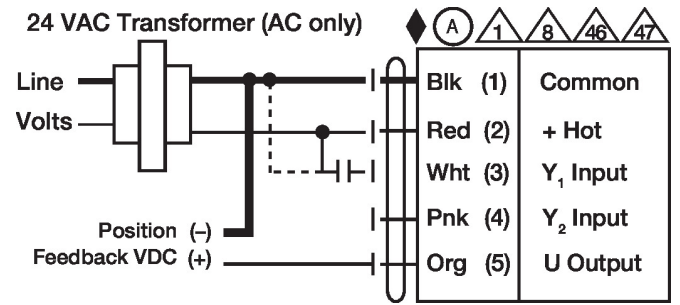 24 VAC Transformer (AC only)
A 1 8 46 47
Line
Volts
Blk (1) Common
Red (2) + Hot
Wht (3) Y1 Input
Pnk (4) Y2 Input
Org (5) U Output
Position (–)
Feedback VDC (+)